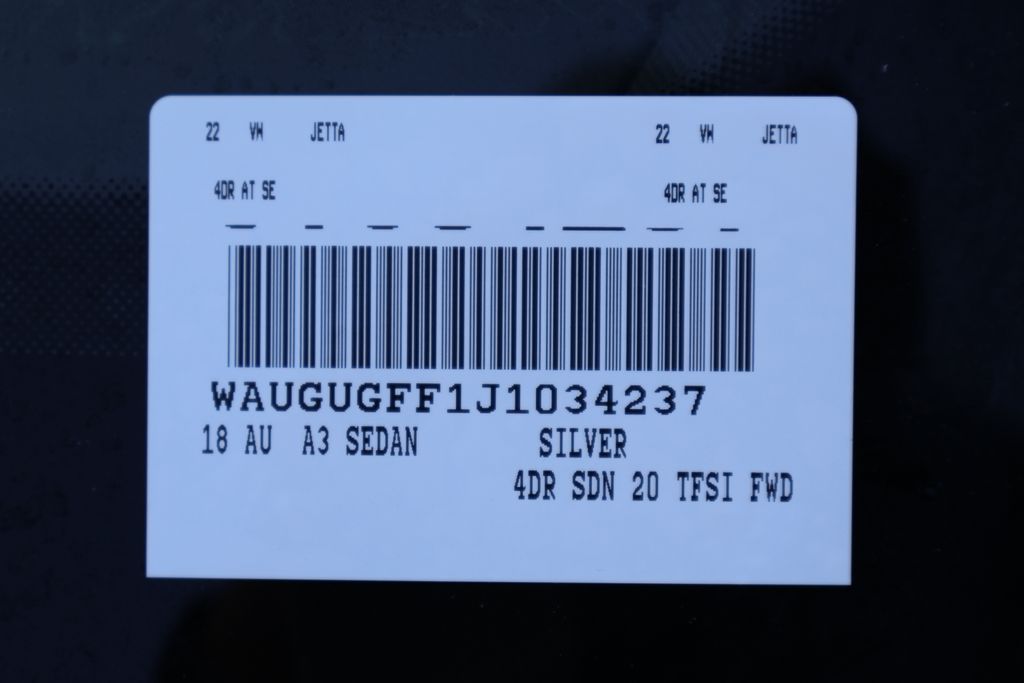 22 VW JETTA 22 VW JETTA
4DR AT SE 4DR AT SE
WAUGUGFF1J1034237
18 AU A3 SEDAN SILVER
4DR SDN 20 TFSI FWD